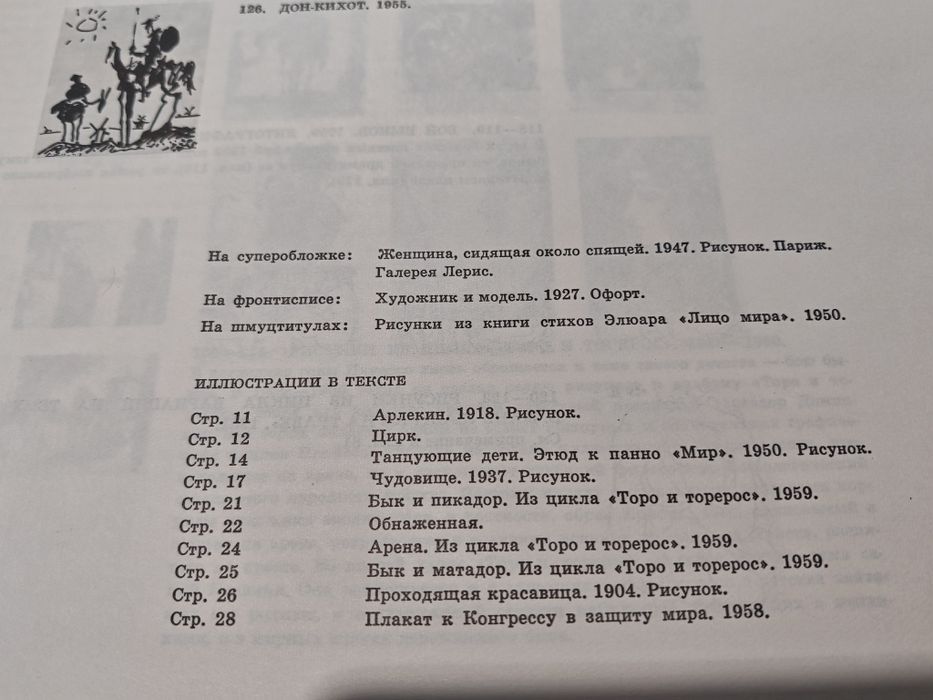 126. ДОН-КИХОТ. 1955.
На суперобложке: Женщина, сидящая около спящей. 1947. Рисунок. Париж.
Галерея Лерис.
На фронтисписе: Художник и модель. 1927. Офорт.
На шмуцтитулах: Рисунки из книги стихов Элюара «Лицо мира». 1950.
ИЛЛЮСТРАЦИИ В ТЕКСТЕ
Стр. 11 Арлекин. 1918. Рисунок.
Стр. 12 Цирк.
Стр. 14 Танцующие дети. Этюд к панно «Мир». 1950. Рисунок.
Стр. 17 Чудовище. 1937. Рисунок.
Стр. 21 Бык и пикадор. Из цикла «Торо и торерос». 1959.
Стр. 22 Обнаженная.
Стр. 24 Арена. Из цикла «Торо и торерос». 1959.
Стр. 25 Бык и матадор. Из цикла «Торо и торерос». 1959.
Стр. 26 Проходящая красавица. 1904. Рисунок.
Стр. 28 Плакат к Конгрессу в защиту мира. 1958.